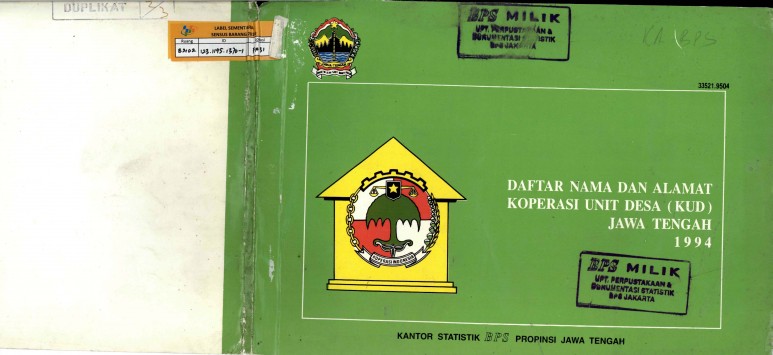 DUPLIKAT
LABEL SEMENTARA
BPS MILIK
UPT. PERPUSTAKAAN &
DOKUMENTASI STATISTIK
BPS JAKARTA
33521.9504
DAFTAR NAMA DAN ALAMAT
KOPERASI UNIT DESA (KUD)
JAWA TENGAH
1994
KOPERASI INDONESIA
BPS MILIK
UPT. PERPUSTAKAAN &
DOKUMENTASI STATISTIK
BPS JAKARTA
KANTOR STATISTIK BPS PROPINSI JAWA TENGAH